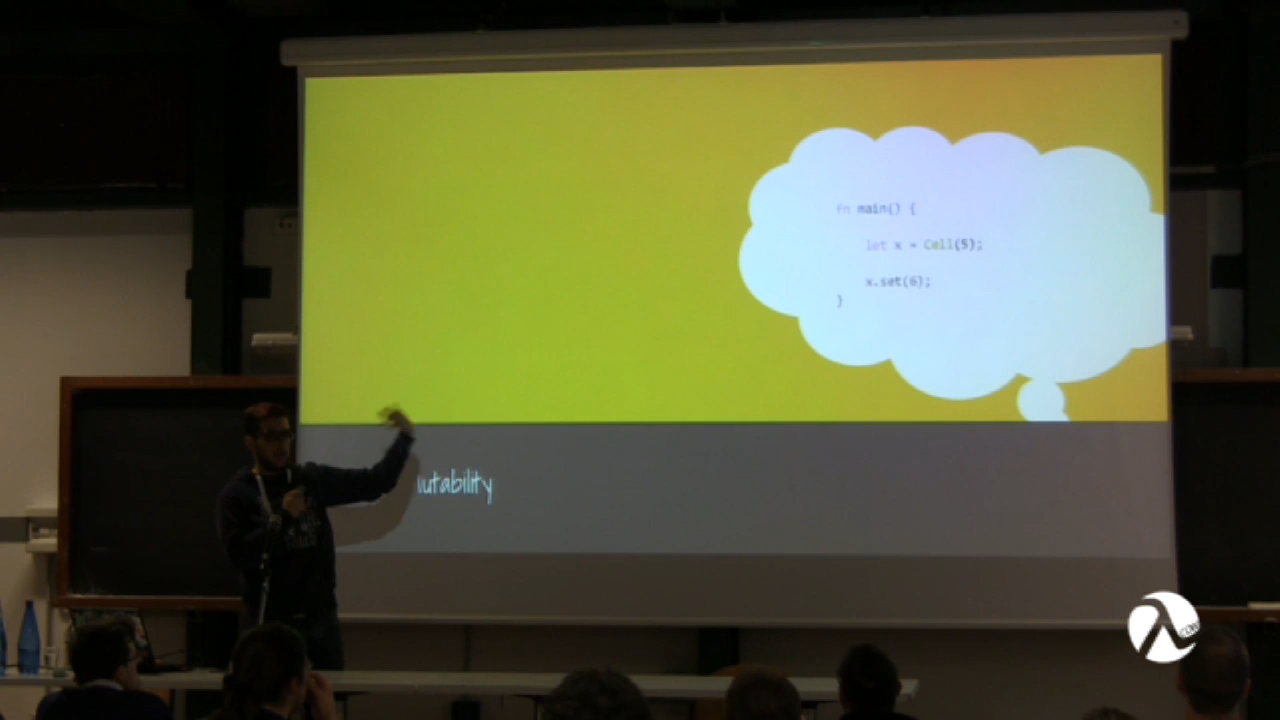 fn main() {
let x = Cell(5);
x.set(6);
}
utability